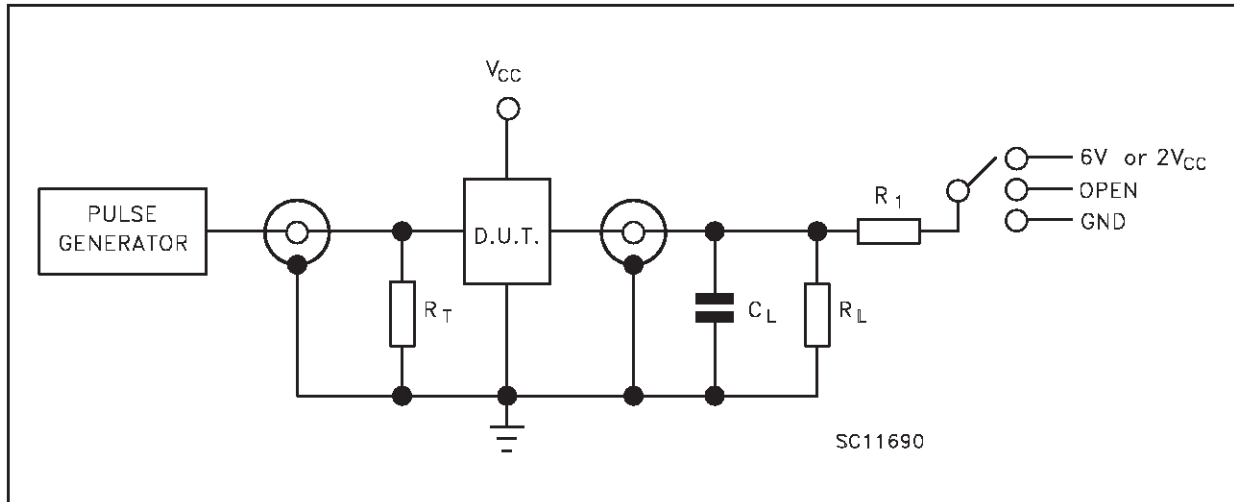 VCC
PULSE
GENERATOR
D.U.T.
RT
CL
RL
R1
6V or 2VCC
OPEN
GND
SC11690